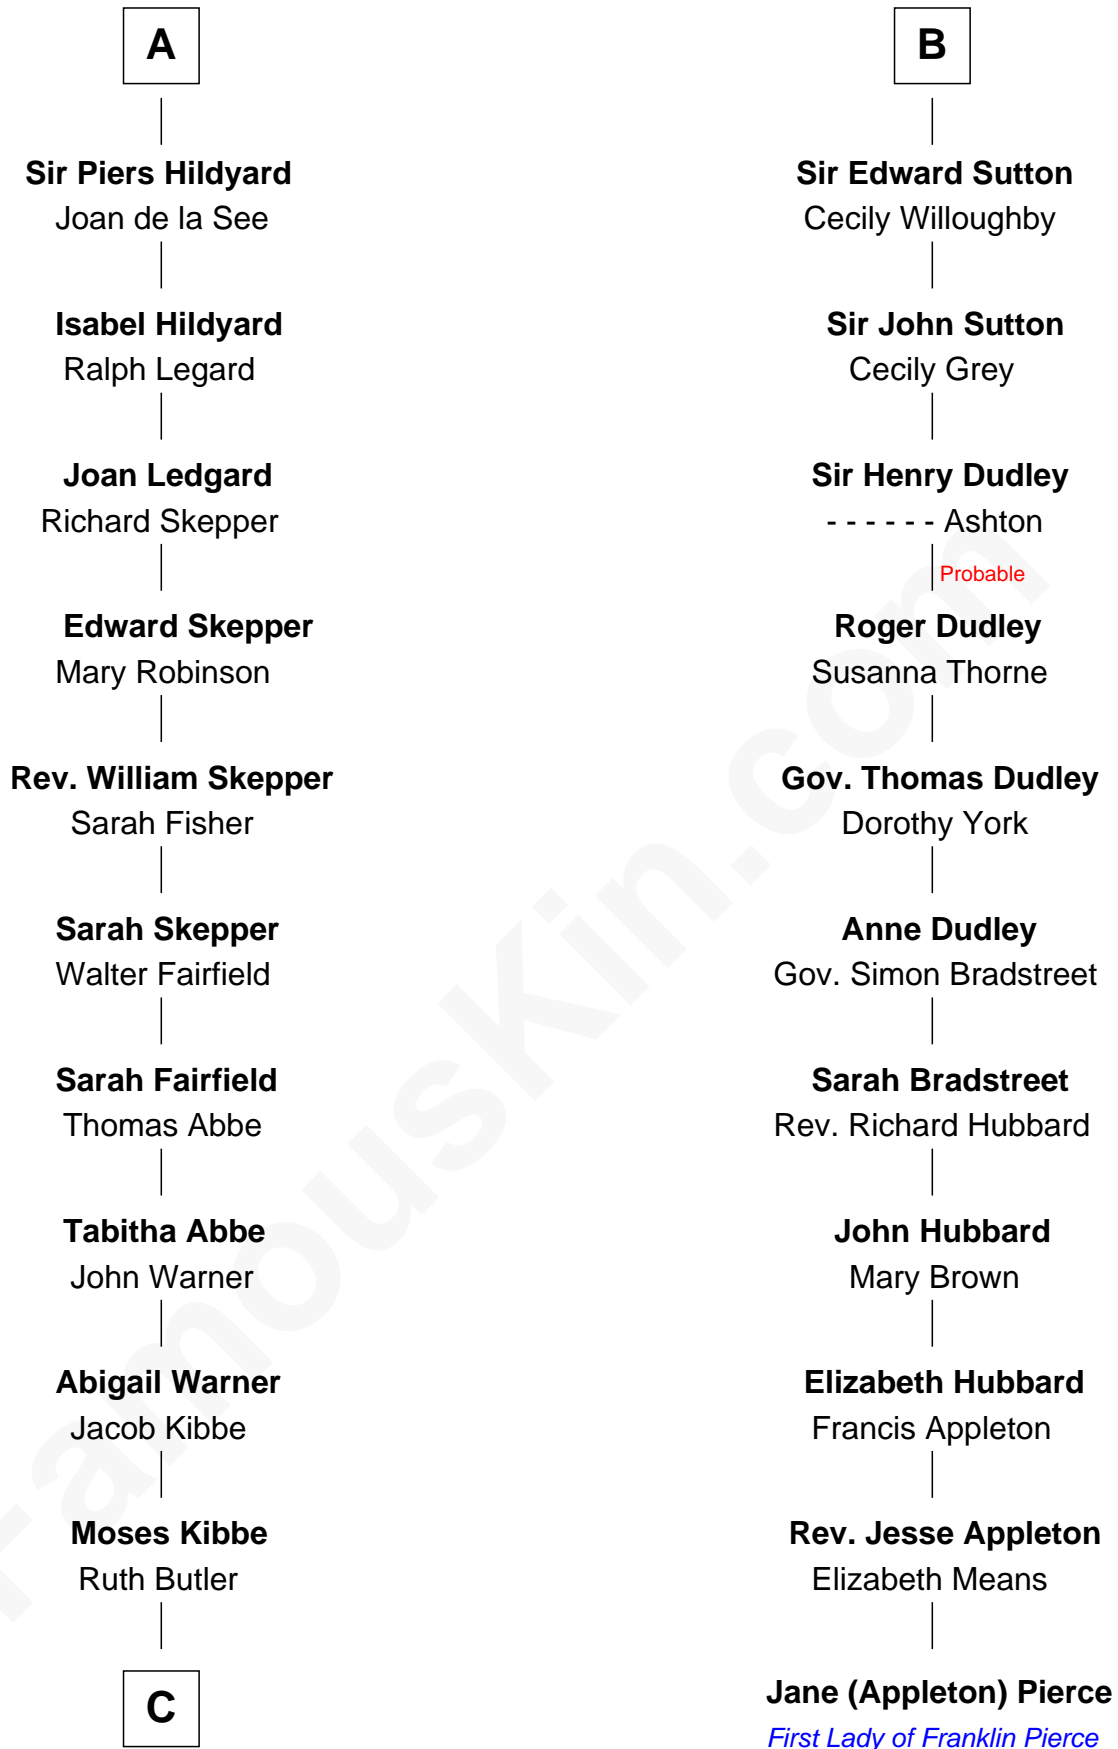 A
Sir Piers Hildyard
Joan de la See
Isabel Hildyard
Ralph Legard
Joan Ledgard
Richard Skepper
Edward Skepper
Mary Robinson
Rev. William Skepper
Sarah Fisher
Sarah Skepper
Walter Fairfield
Sarah Fairfield
Thomas Abbe
Tabitha Abbe
John Warner
Abigail Warner
Jacob Kibbe
Moses Kibbe
Ruth Butler
C
B
Sir Edward Sutton
Cecily Willoughby
Sir John Sutton
Cecily Grey
Sir Henry Dudley
- - - - - - Ashton
Probable
Roger Dudley
Susanna Thorne
Gov. Thomas Dudley
Dorothy York
Anne Dudley
Gov. Simon Bradstreet
Sarah Bradstreet
Rev. Richard Hubbard
John Hubbard
Mary Brown
Elizabeth Hubbard
Francis Appleton
Rev. Jesse Appleton
Elizabeth Means
Jane (Appleton) Pierce
First Lady of Franklin Pierce
FamousKin.com